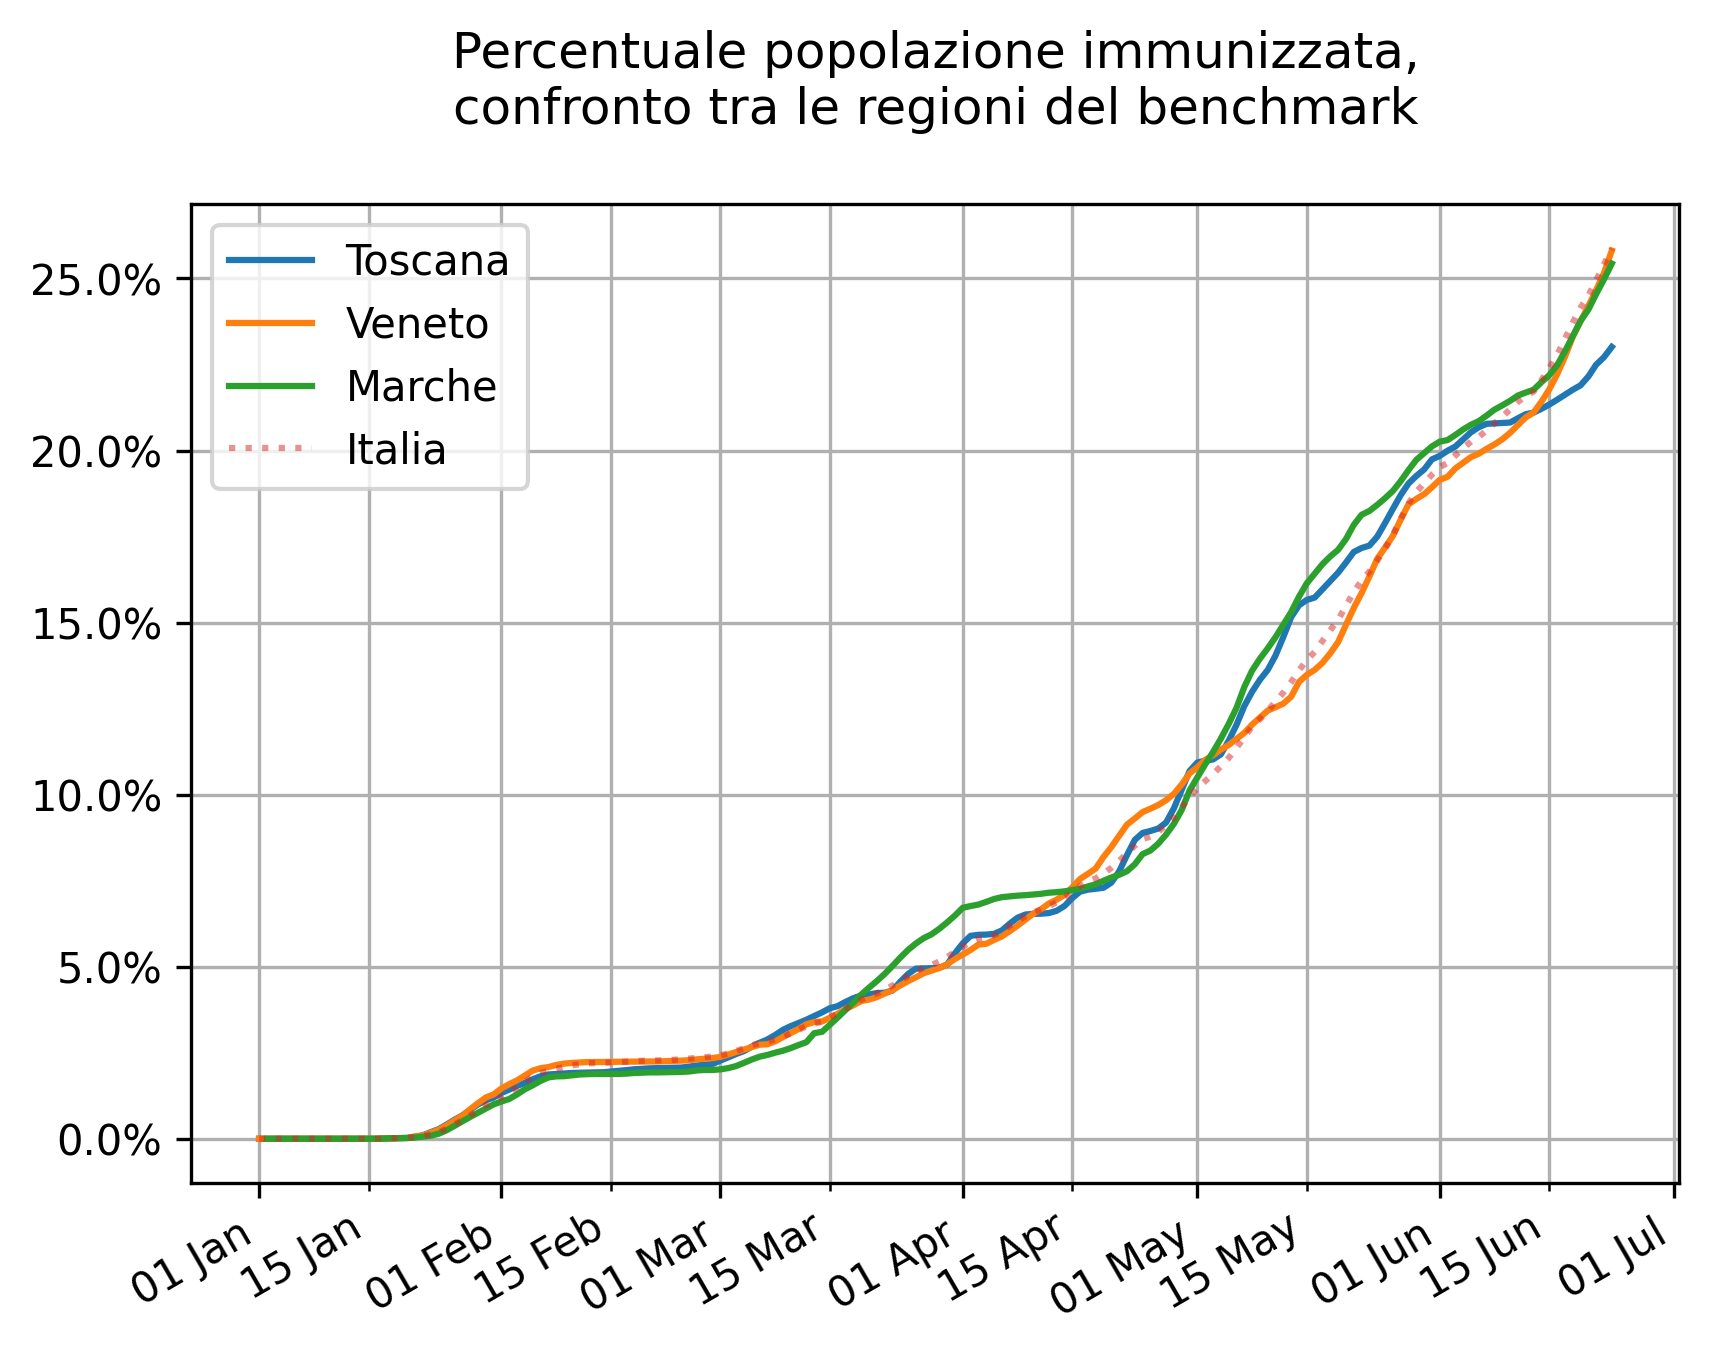 Percentuale popolazione immunizzata,
confronto tra le regioni del benchmark
Toscana
Veneto
Marche
Italia
25.0%
20.0%
15.0%
10.0%
5.0%
0.0%
01 Jan
15 Jan
01 Feb
15 Feb
01 Mar
15 Mar
01 Apr
15 Apr
01 May
15 May
01 Jun
15 Jun
01 Jul